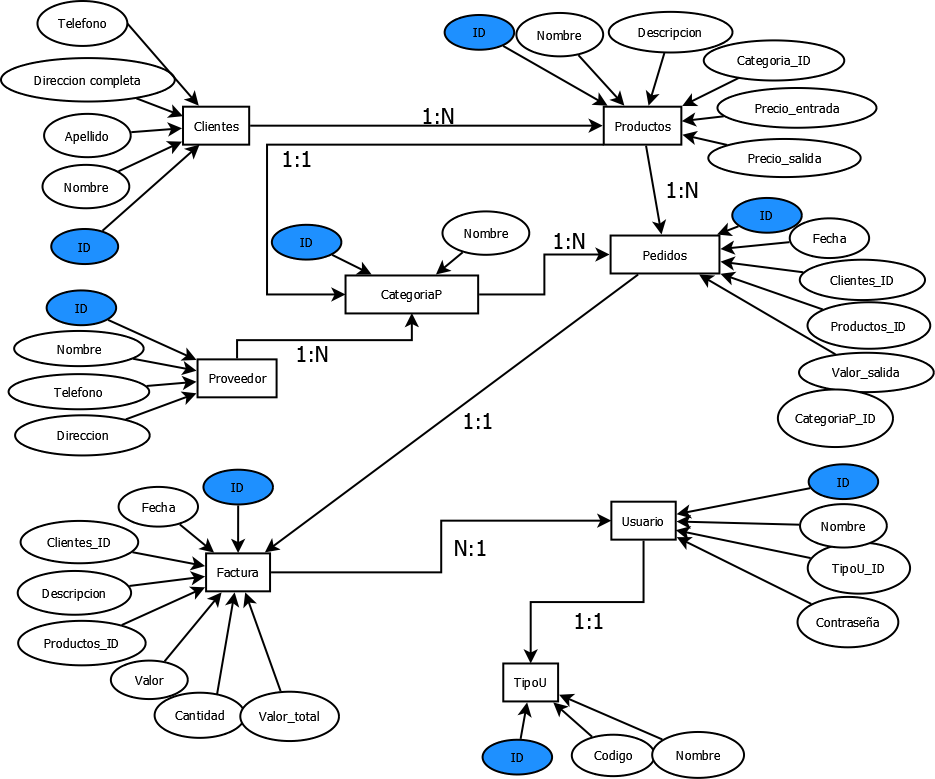 Telefono
Direccion completa
Apellido
Nombre
ID
Clientes
1:N
ID
Nombre
Descripcion
Categoria_ID
Precio_entrada
Precio_salida
Productos
1:1
1:N
ID
Nombre
CategoriaP
1:N
Pedidos
ID
Fecha
Clientes_ID
Productos_ID
Valor_salida
CategoriaP_ID
ID
Nombre
Telefono
Direccion
Proveedor
1:N
1:1
ID
Fecha
Clientes_ID
Descripcion
Productos_ID
Valor
Cantidad
Valor_total
Factura
N:1
Usuario
ID
Nombre
TipoU_ID
Contraseña
1:1
TipoU
ID
Codigo
Nombre